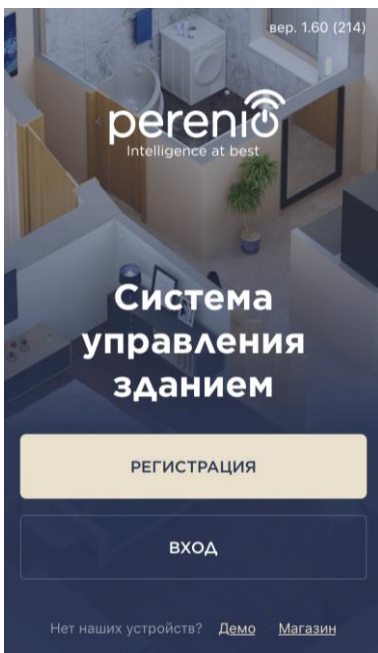 вер. 1.60 (214)
perenio
Intelligence at best
Система
управления
зданием
РЕГИСТРАЦИЯ
ВХОД
Нет наших устройств? Демо Магазин